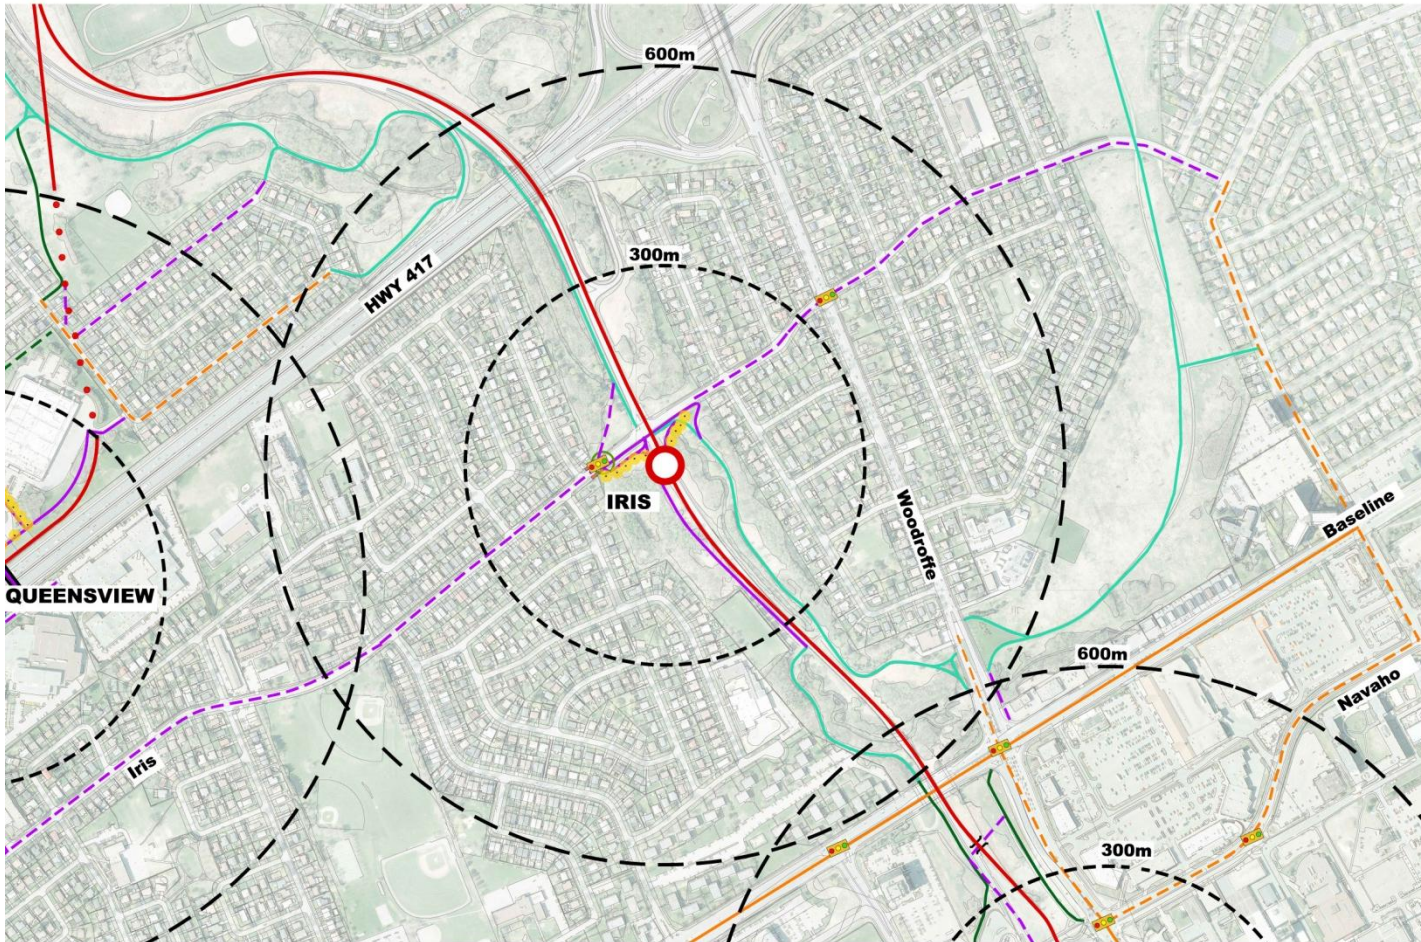 600m
300m
HWY 417
IRIS
Woodroffe
Baseline
QUEENSVIEW
600m
Navaho
Iris
300m